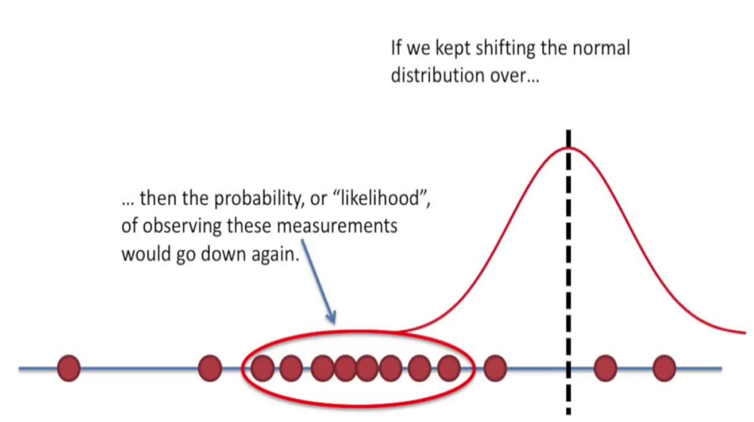 If we kept shifting the normal
distribution over…
… then the probability, or “likelihood”,
of observing these measurements
would go down again.